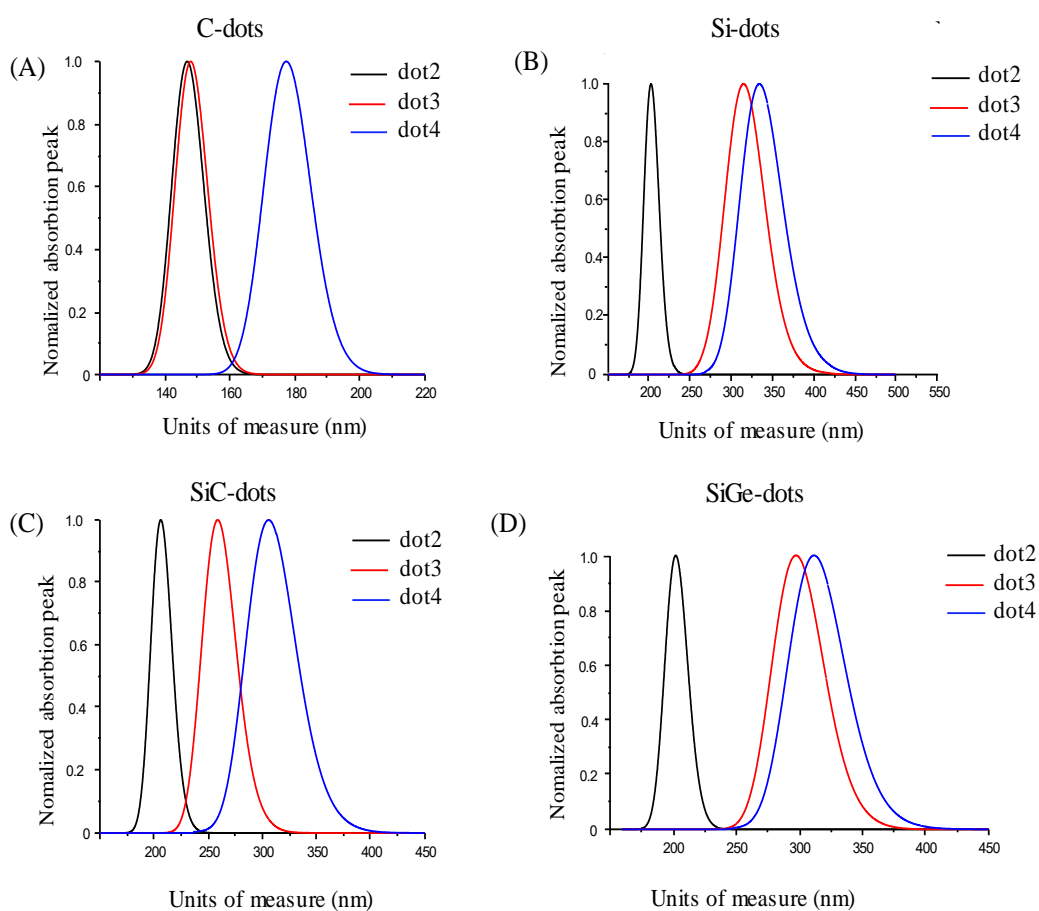 C-dots
(A)
dot2
dot3
dot4
Nomalized absorbtion peak
1.0
0.8
0.6
0.4
0.2
0
140 160 180 200 220
Units of measure (nm)
Si-dots
(B)
dot2
dot3
dot4
Nomalized absorption peak
1.0
0.8
0.6
0.4
0.2
0
200 250 300 350 400 450 500 550
Units of measure (nm)
SiC-dots
(C)
dot2
dot3
dot4
Nomalized absorption peak
1.0
0.8
0.6
0.4
0.2
0
200 250 300 350 400 450
Units of measure (nm)
SiGe-dots
(D)
dot2
dot3
dot4
Nomalized absorbtion peak
1.0
0.8
0.6
0.4
0.2
0
200 250 300 350 400 450
Units of measure (nm)